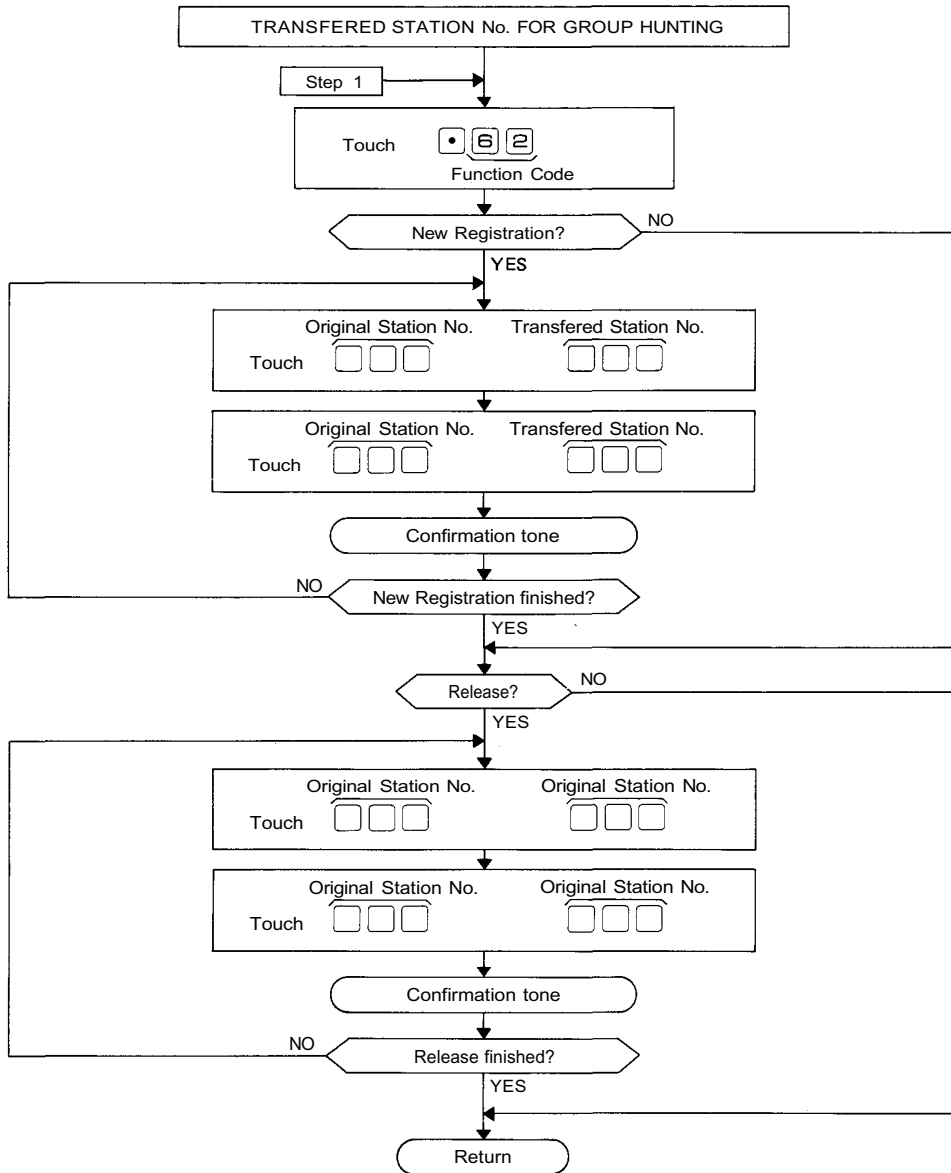 TRANSFERED STATION No. FOR GROUP HUNTING
Step 1
Touch • 6 2
Function Code
New Registration?
NO
YES
Original Station No. Transfered Station No.
Touch
Original Station No. Transfered Station No.
Touch
Confirmation tone
NO
New Registration finished?
YES
Release?
NO
YES
Original Station No. Original Station No.
Touch
Original Station No. Original Station No.
Touch
Confirmation tone
NO
Release finished?
YES
Return